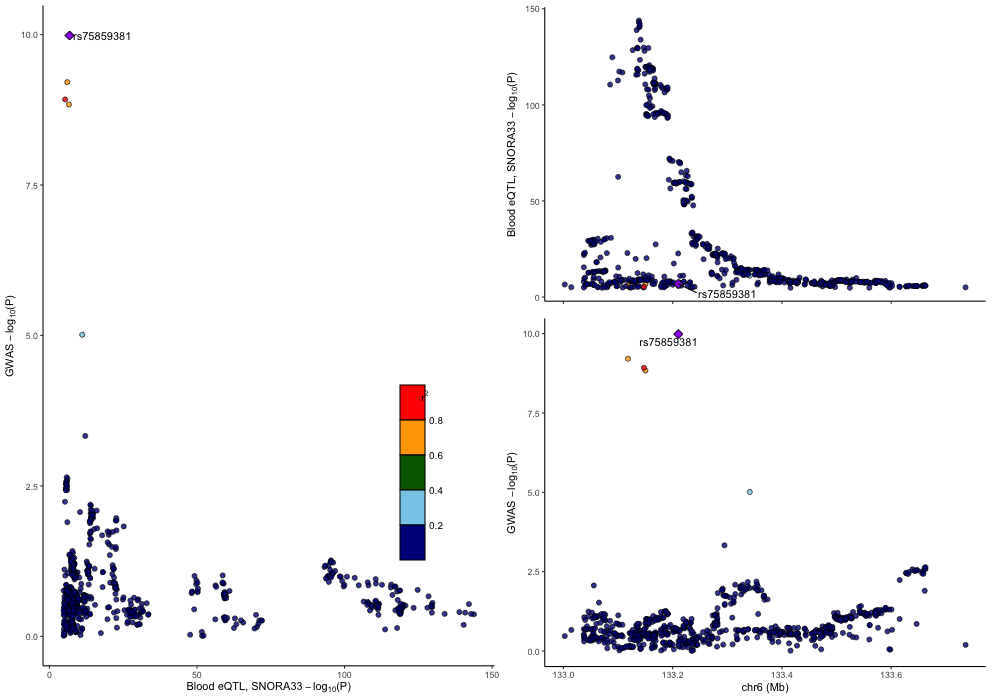 10.0
7.5
5.0
2.5
0.0
GWAS – log10(P)
rs75859381
r2
0.8
0.6
0.4
0.2
0
50
100
150
Blood eQTL, SNORA33 – log10(P)
150
100
50
0
Blood eQTL, SNORA33 – log10(P)
rs75859381
10.0
7.5
5.0
2.5
0.0
GWAS – log10(P)
rs75859381
133.0
133.2
133.4
133.6
chr6 (Mb)